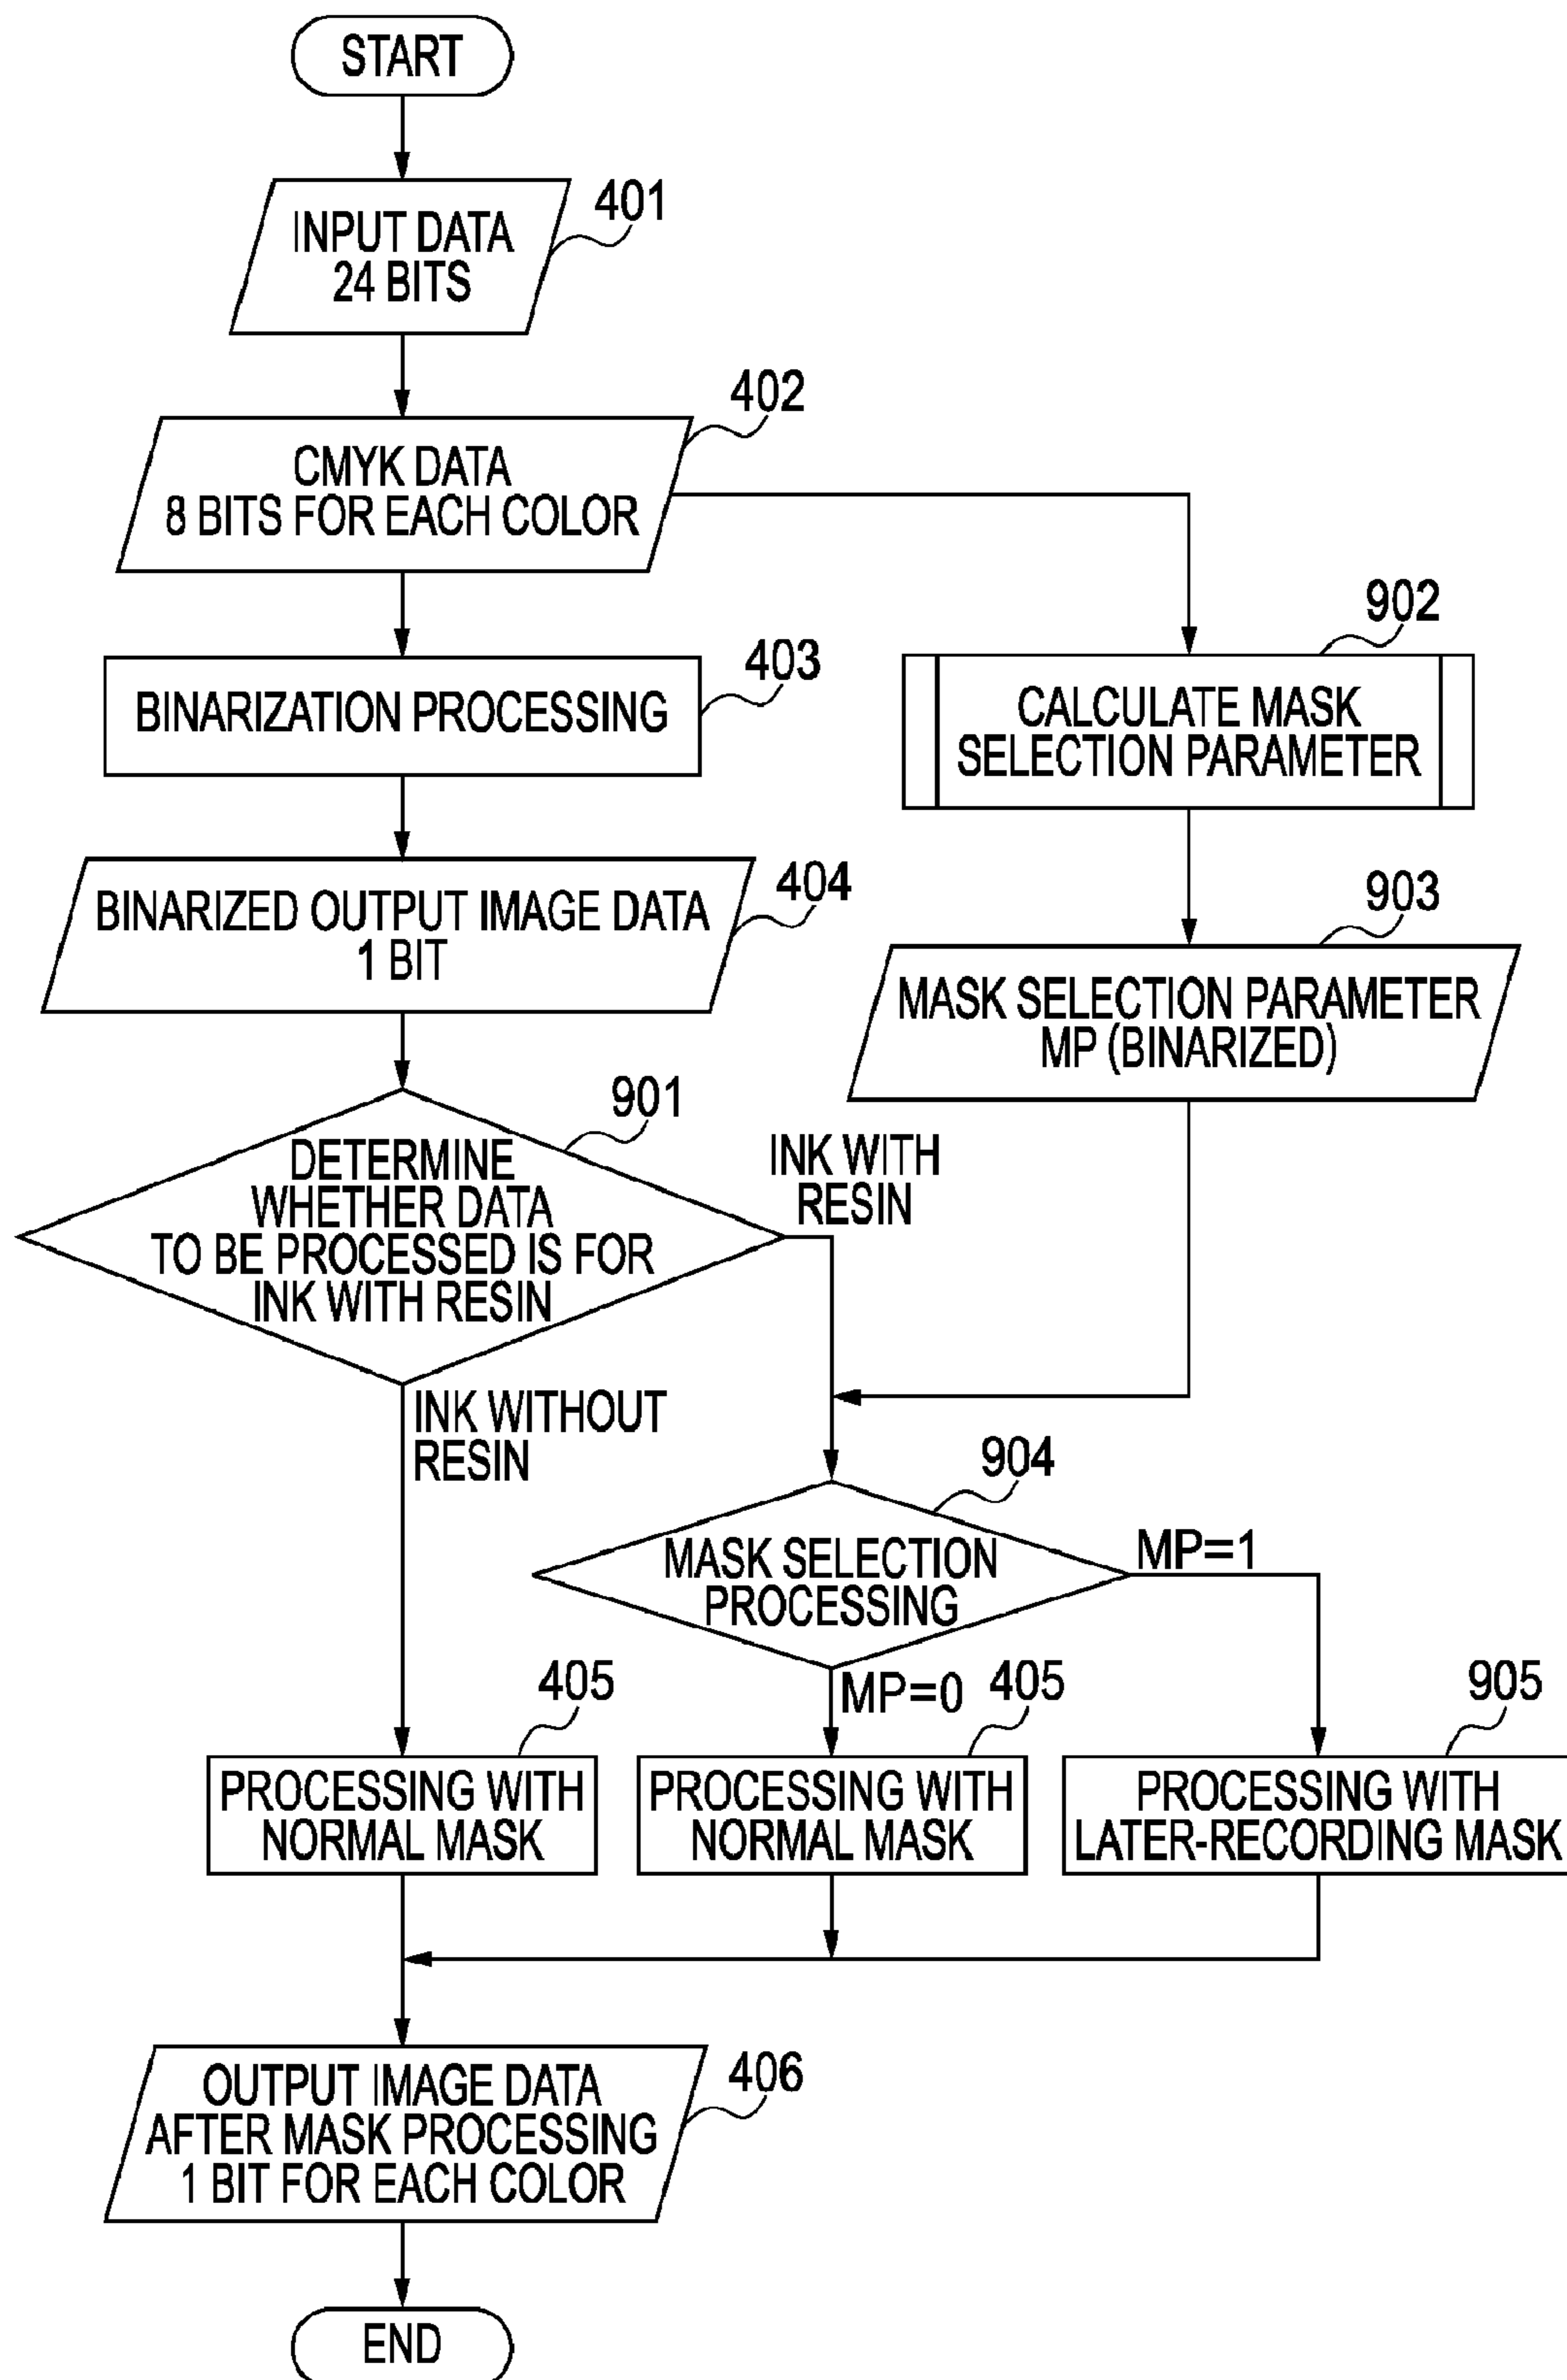 START
INPUT DATA
24 BITS
401
CMYK DATA
8 BITS FOR EACH COLOR
402
BINARIZATION PROCESSING
403
CALCULATE MASK
SELECTION PARAMETER
902
BINARIZED OUTPUT IMAGE DATA
1 BIT
404
MASK SELECTION PARAMETER
MP (BINARIZED)
903
DETERMINE
WHETHER DATA
TO BE PROCESSED IS FOR
INK WITH RESIN
901
INK WITH
RESIN
INK WITHOUT
RESIN
MASK SELECTION
PROCESSING
904
MP=1
MP=0
PROCESSING WITH
NORMAL MASK
405
PROCESSING WITH
NORMAL MASK
405
PROCESSING WITH
LATER-RECORDING MASK
905
OUTPUT IMAGE DATA
AFTER MASK PROCESSING
1 BIT FOR EACH COLOR
406
END